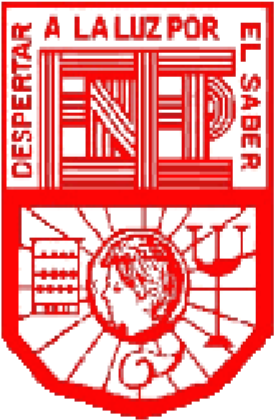 DESPERTAR
A LA LUZ POR
EL SABER
ENP